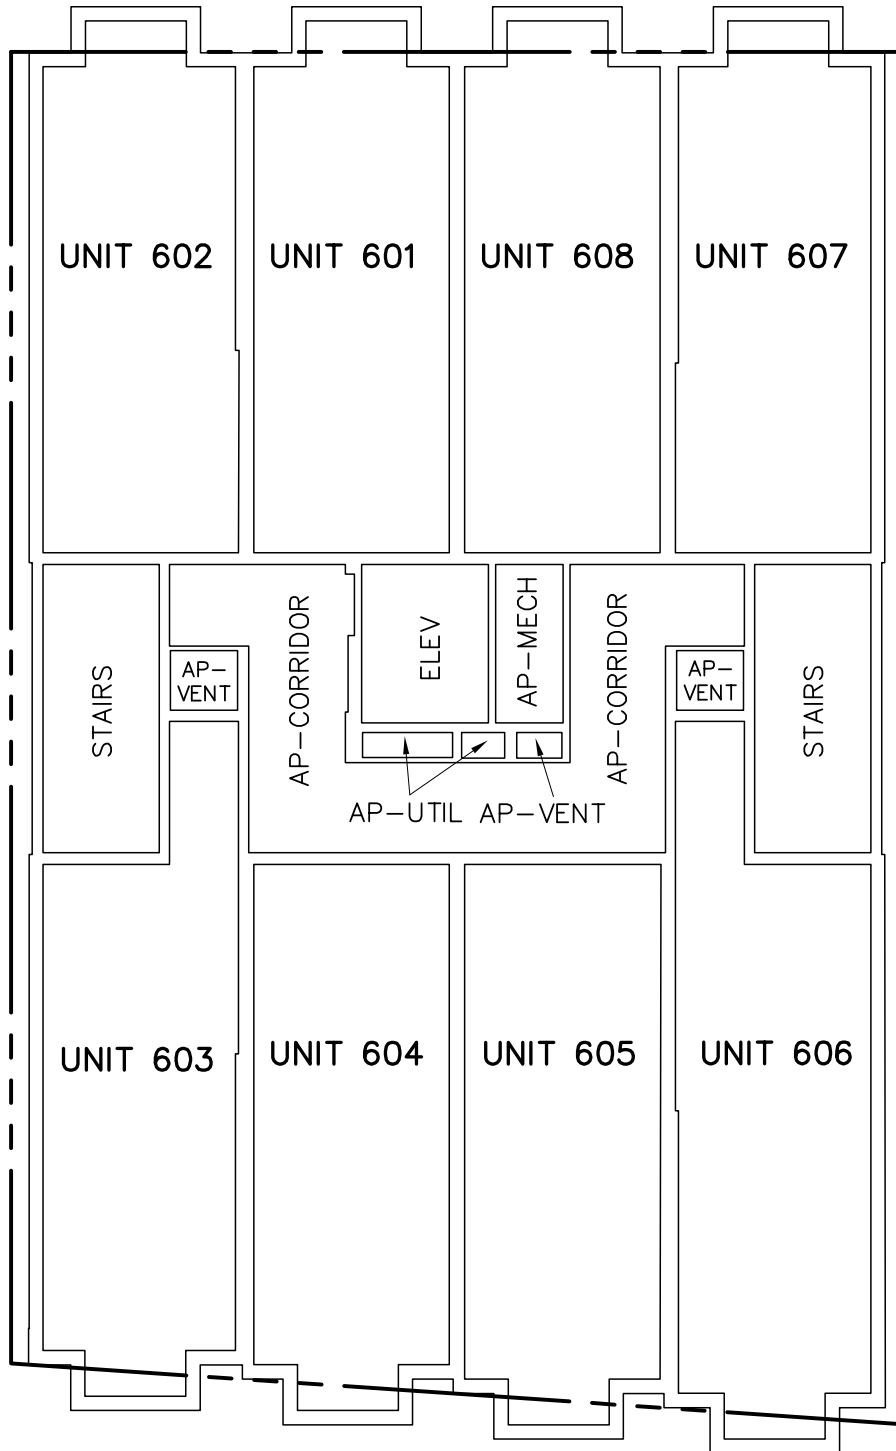 UNIT 602
UNIT 601
UNIT 608
UNIT 607
STAIRS
AP-
VENT
AP-CORRIDOR
ELEV
AP-MECH
AP-CORRIDOR
AP-
VENT
STAIRS
AP-UTIL
AP-VENT
UNIT 603
UNIT 604
UNIT 605
UNIT 606